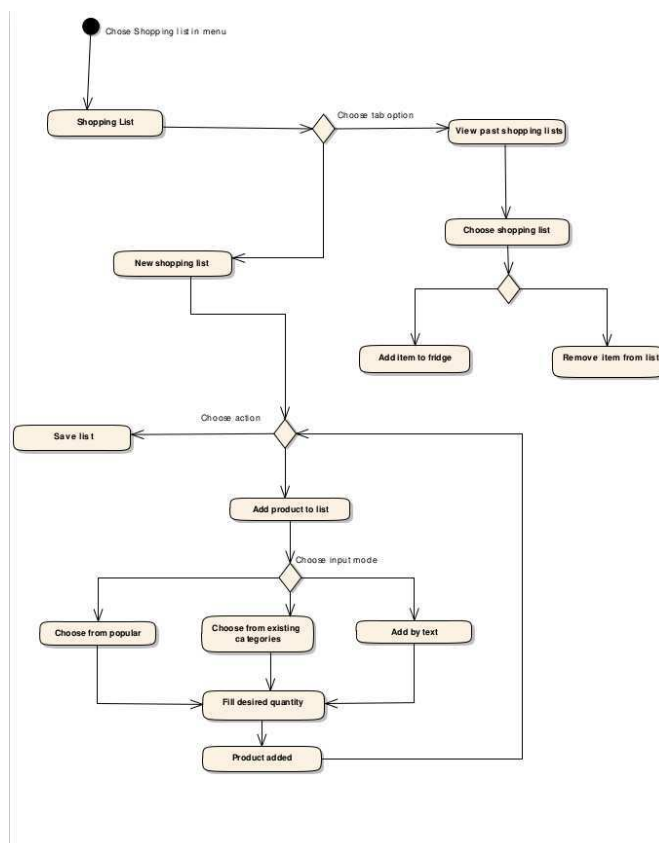 Chose Shopping list in menu
Choose tab option
Shopping List
View past shopping lists
Choose shopping list
New shopping list
Add item to fridge
Remove item from list
Choose action
Save list
Add product to list
Choose input mode
Choose from popular
Choose from existing
categories
Add by text
Fill desired quantity
Product added